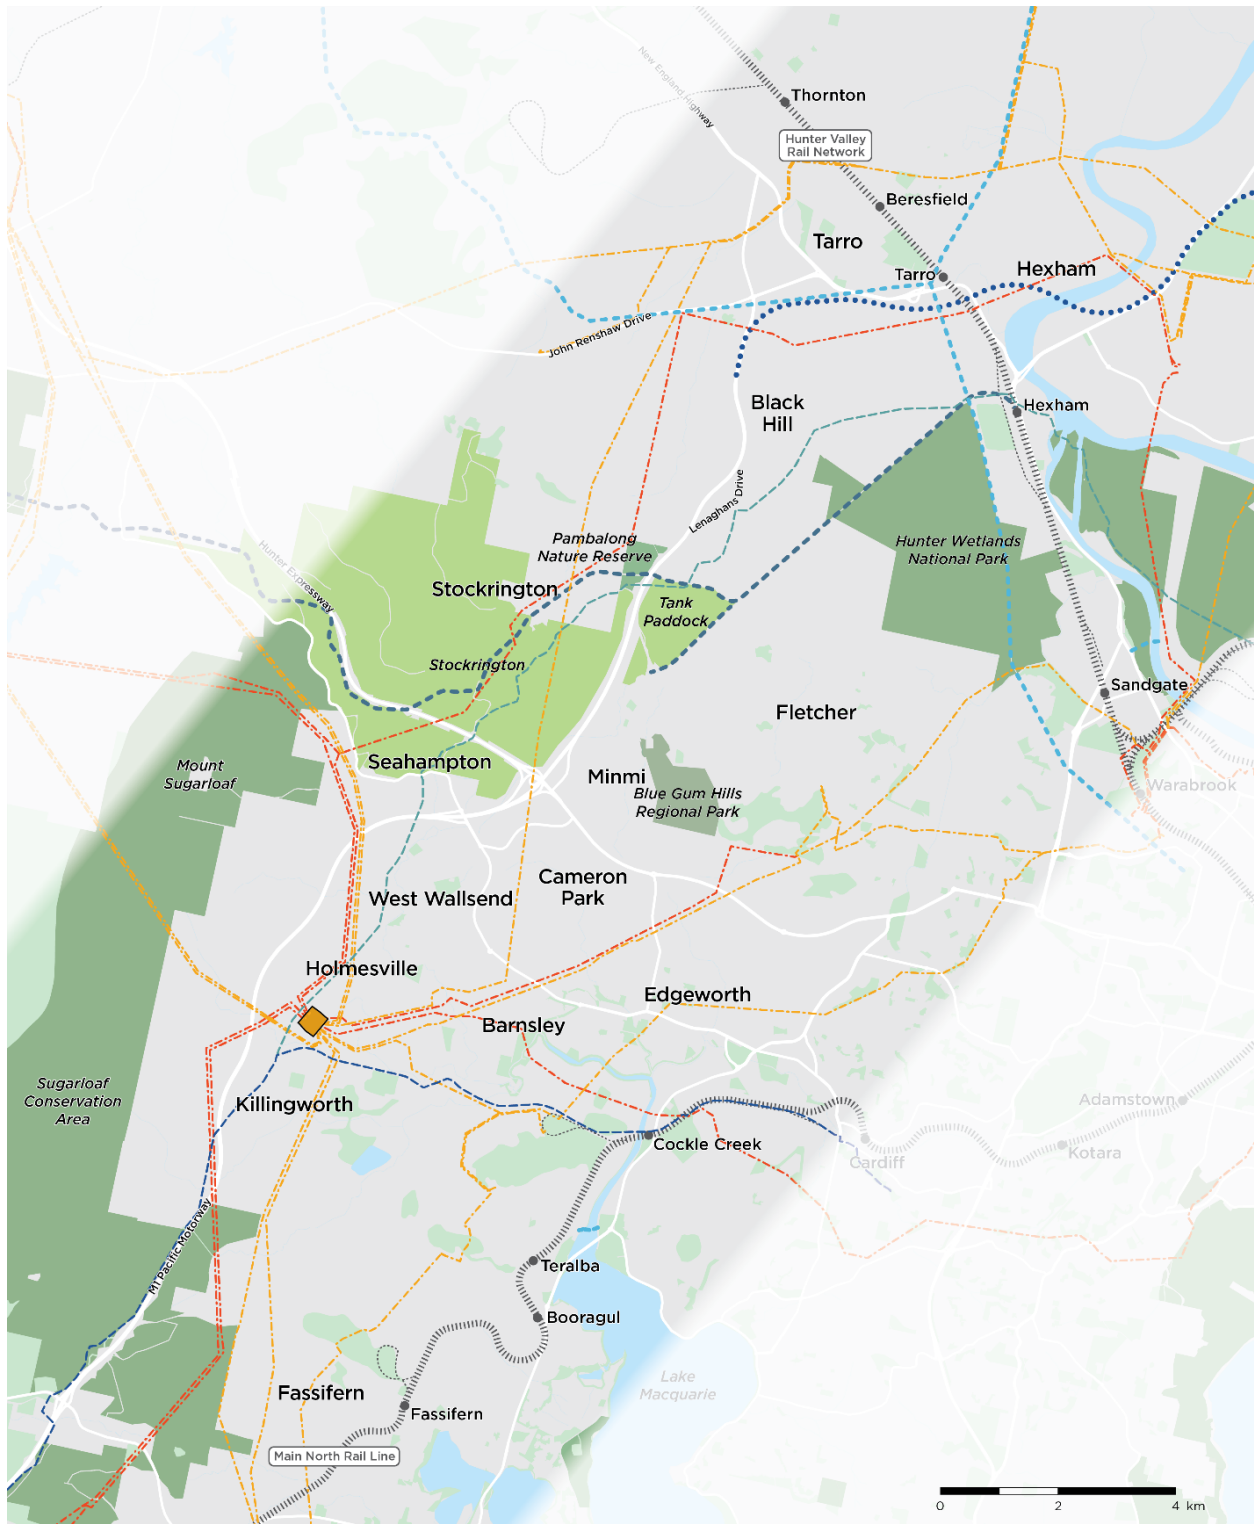 New England Highway
Thornton
Hunter Valley
Rail Network
Beresfield
Tarro
Tarro
Hexham
John Renshaw Drive
Black
Hill
Hexham
Lenaghans Drive
Pambalong
Nature Reserve
Hunter Wetlands
National Park
Hunter Expressway
Stockrington
Tank
Paddock
Stockrington
Sandgate
Fletcher
Mount
Sugarloaf
Seahampton
Minmi
Blue Gum Hills
Regional Park
Warabrook
Cameron
Park
West Wallsend
Holmesville
Edgeworth
Barnsley
Sugarloaf
Conservation
Area
Killingworth
Adamstown
Cockle Creek
Cardiff
Kotara
M1 Pacific Motorway
Teralba
Booragul
Lake
Macquarie
Fassifern
Fassifern
Main North Rail Line
0 2 4 km